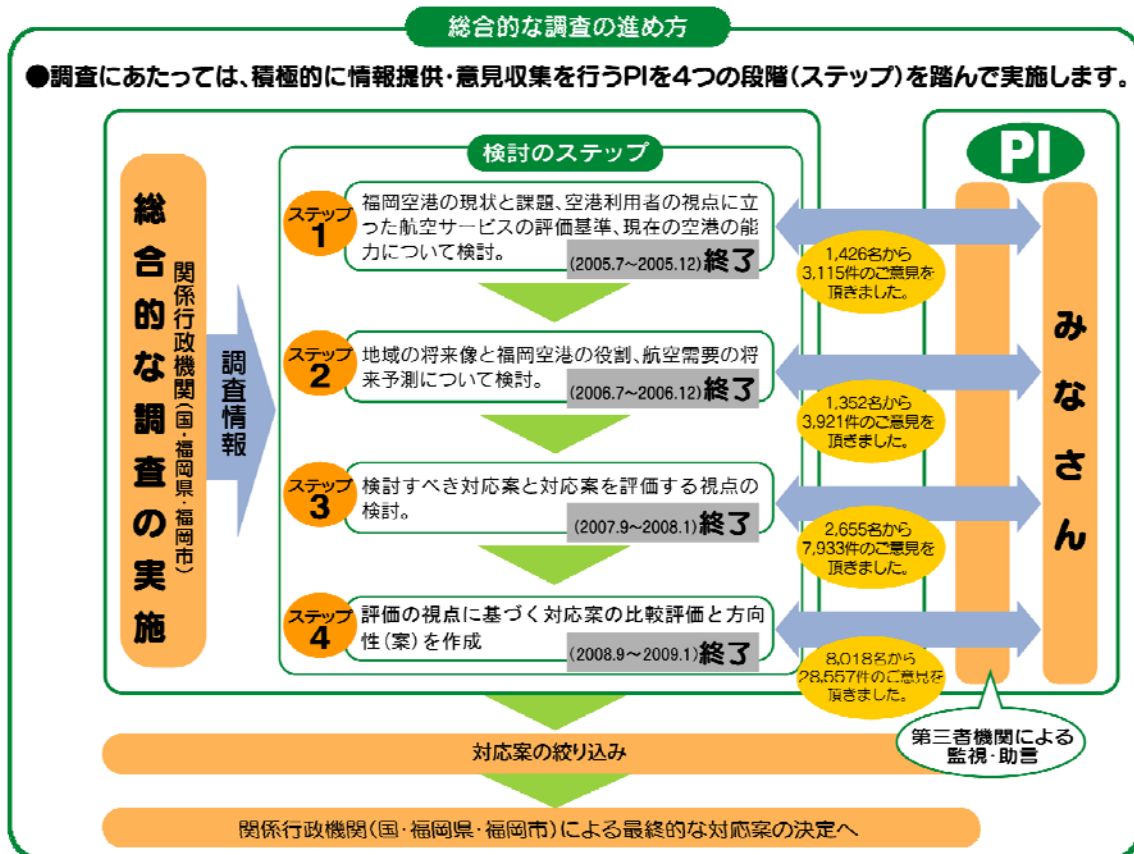 総合的な調査の進め方
●調査にあたっては、積極的に情報提供・意見収集を行うPIを4つの段階(ステップ)を踏んで実施します。
総合的な調査の実施
関係行政機関(国・福岡県・福岡市)
調査情報
検討のステップ
ステップ
1
福岡空港の現状と課題、空港利用者の視点に立
った航空サービスの評価基準、現在の空港の能
力について検討。
(2005.7~2005.12)終了
ステップ
2
地域の将来像と福岡空港の役割、航空需要の将
来予測について検討。
(2006.7~2006.12)終了
ステップ
3
検討すべき対応案と対応案を評価する視点の
検討。
(2007.9~2008.1)終了
ステップ
4
評価の視点に基づく対応案の比較評価と方向
性(案)を作成
(2008.9~2009.1)終了
PI
1,426名から
3,115件のご意見を
頂きました。
1,352名から
3,921件のご意見を
頂きました。
2,655名から
7,933件のご意見を
頂きました。
8,018名から
28,557件のご意見を
頂きました。
みなさん
第三者機関による
監視・助言
対応案の絞り込み
関係行政機関(国・福岡県・福岡市)による最終的な対応案の決定へ